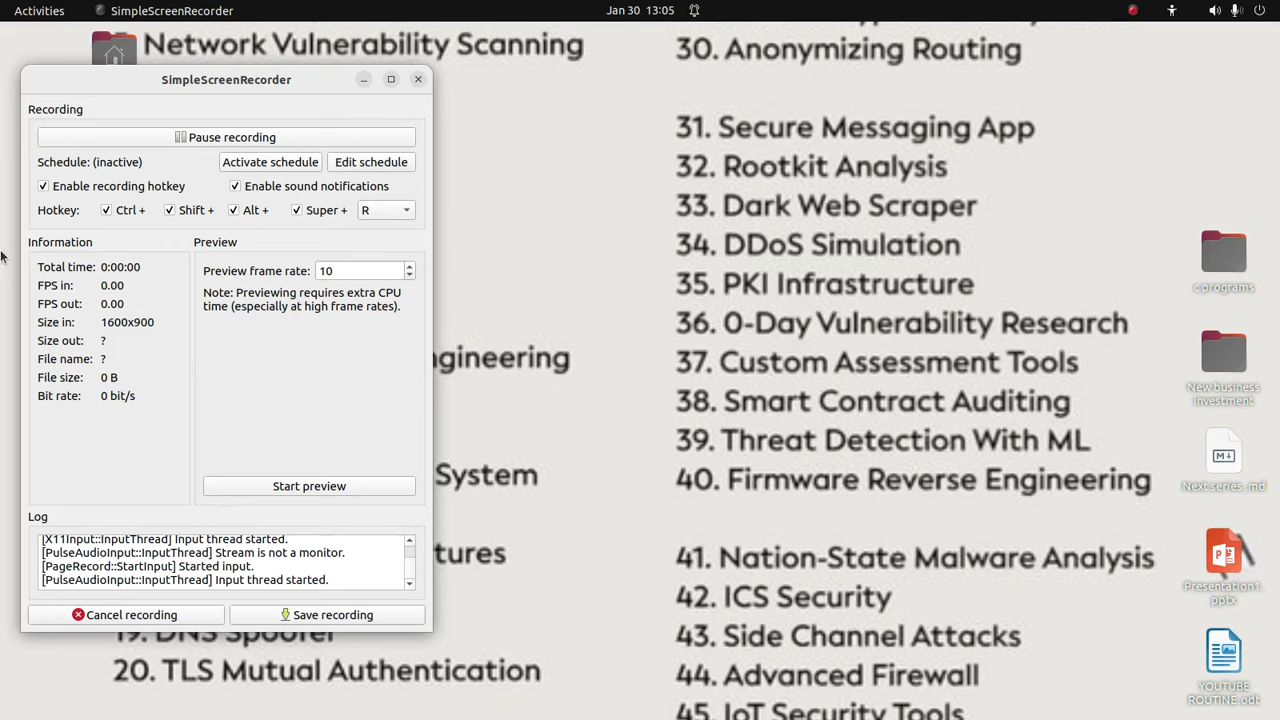 Activities
SimpleScreenRecorder
Jan 30 13:05
Network Vulnerability Scanning
SimpleScreenRecorder
Recording
Pause recording
Schedule: (inactive)
Activate schedule
Edit schedule
Enable recording hotkey
Enable sound notifications
Hotkey: Ctrl + Shift + Alt + Super + R
Information
Total time: 0:00:00
FPS in: 0.00
FPS out: 0.00
Size in: 1600x900
Size out: ?
File name: ?
File size: 0 B
Bit rate: 0 bit/s
Preview
Preview frame rate: 10
Note: Previewing requires extra CPU
time (especially at high frame rates).
Start preview
Log
[X11Input::InputThread] Input thread started.
[PulseAudioInput::InputThread] Stream is not a monitor.
[PageRecord::StartInput] Started input.
[PulseAudioInput::InputThread] Input thread started.
Cancel recording
Save recording
ngineering
System
tures
19. DNS Spoofer
20. TLS Mutual Authentication
30. Anonymizing Routing
31. Secure Messaging App
32. Rootkit Analysis
33. Dark Web Scraper
34. DDoS Simulation
35. PKI Infrastructure
36. 0-Day Vulnerability Research
37. Custom Assessment Tools
38. Smart Contract Auditing
39. Threat Detection With ML
40. Firmware Reverse Engineering
41. Nation-State Malware Analysis
42. ICS Security
43. Side Channel Attacks
44. Advanced Firewall
45. IoT Security Tools
c programs
New business
investment
Next series.md
Presentation1.
pptx
YOUTUBE
ROUTINE.odt